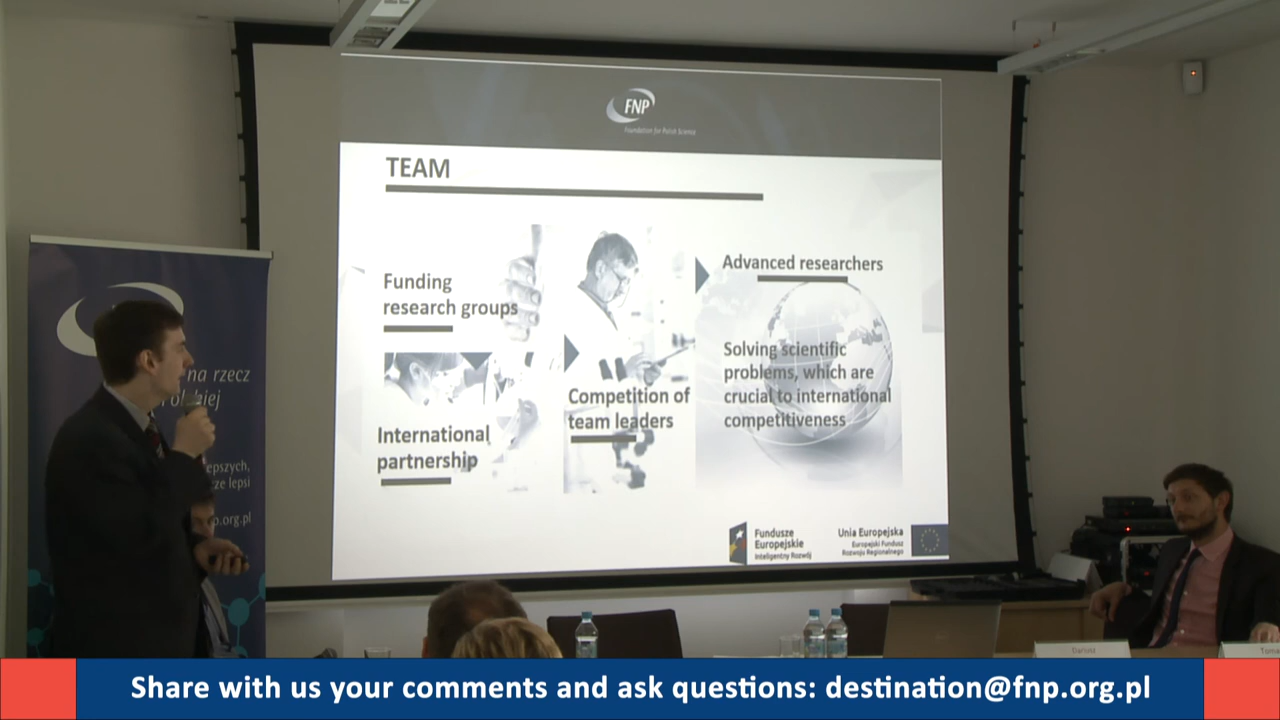 FNP
Foundation for Polish Science
TEAM
Funding
research groups
International
partnership
Competition of
team leaders
Advanced researchers
Solving scientific
problems, which are
crucial to international
competitiveness
Fundusze
Europejskie
Inteligentny Rozwój
Unia Europejska
Europejski Fundusz
Rozwoju Regionalnego
na rzecz
epszych,
ze lepsi
p.org.pl
Dariusz
Toma
Share with us your comments and ask questions: destination@fnp.org.pl